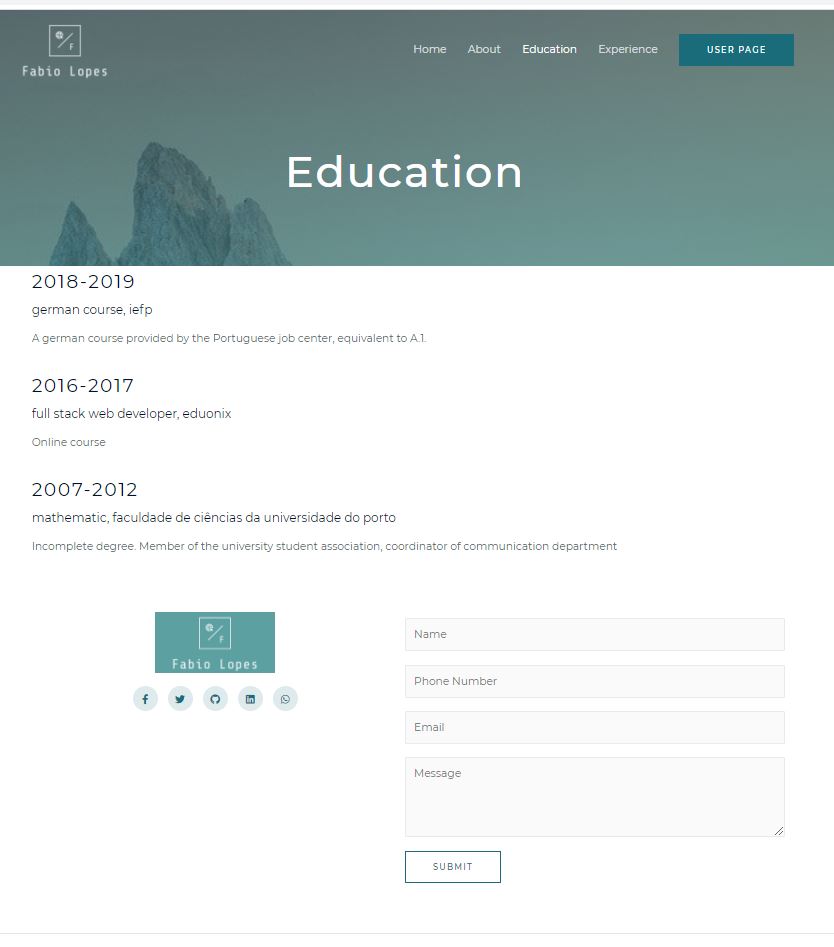 F
Fabio Lopes
Home About Education Experience USER PAGE
Education
2018-2019
german course, iefp
A german course provided by the Portuguese job center, equivalent to A.1.
2016-2017
full stack web developer, eduonix
Online course
2007-2012
mathematic, faculdade de ciências da universidade do porto
Incomplete degree. Member of the university student association, coordinator of communication department
F
Fabio Lopes
Name
Phone Number
Email
Message
SUBMIT